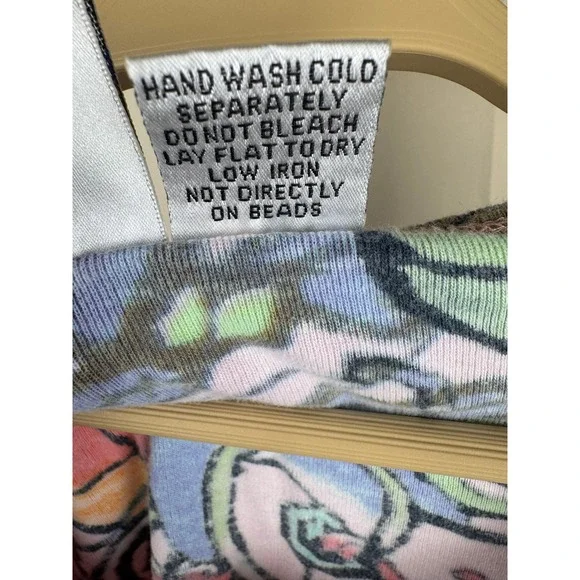 HAND WASH COLD
SEPARATELY
DO NOT BLEACH
LAY FLAT TO DRY
LOW IRON
NOT DIRECTLY
ON BEADS